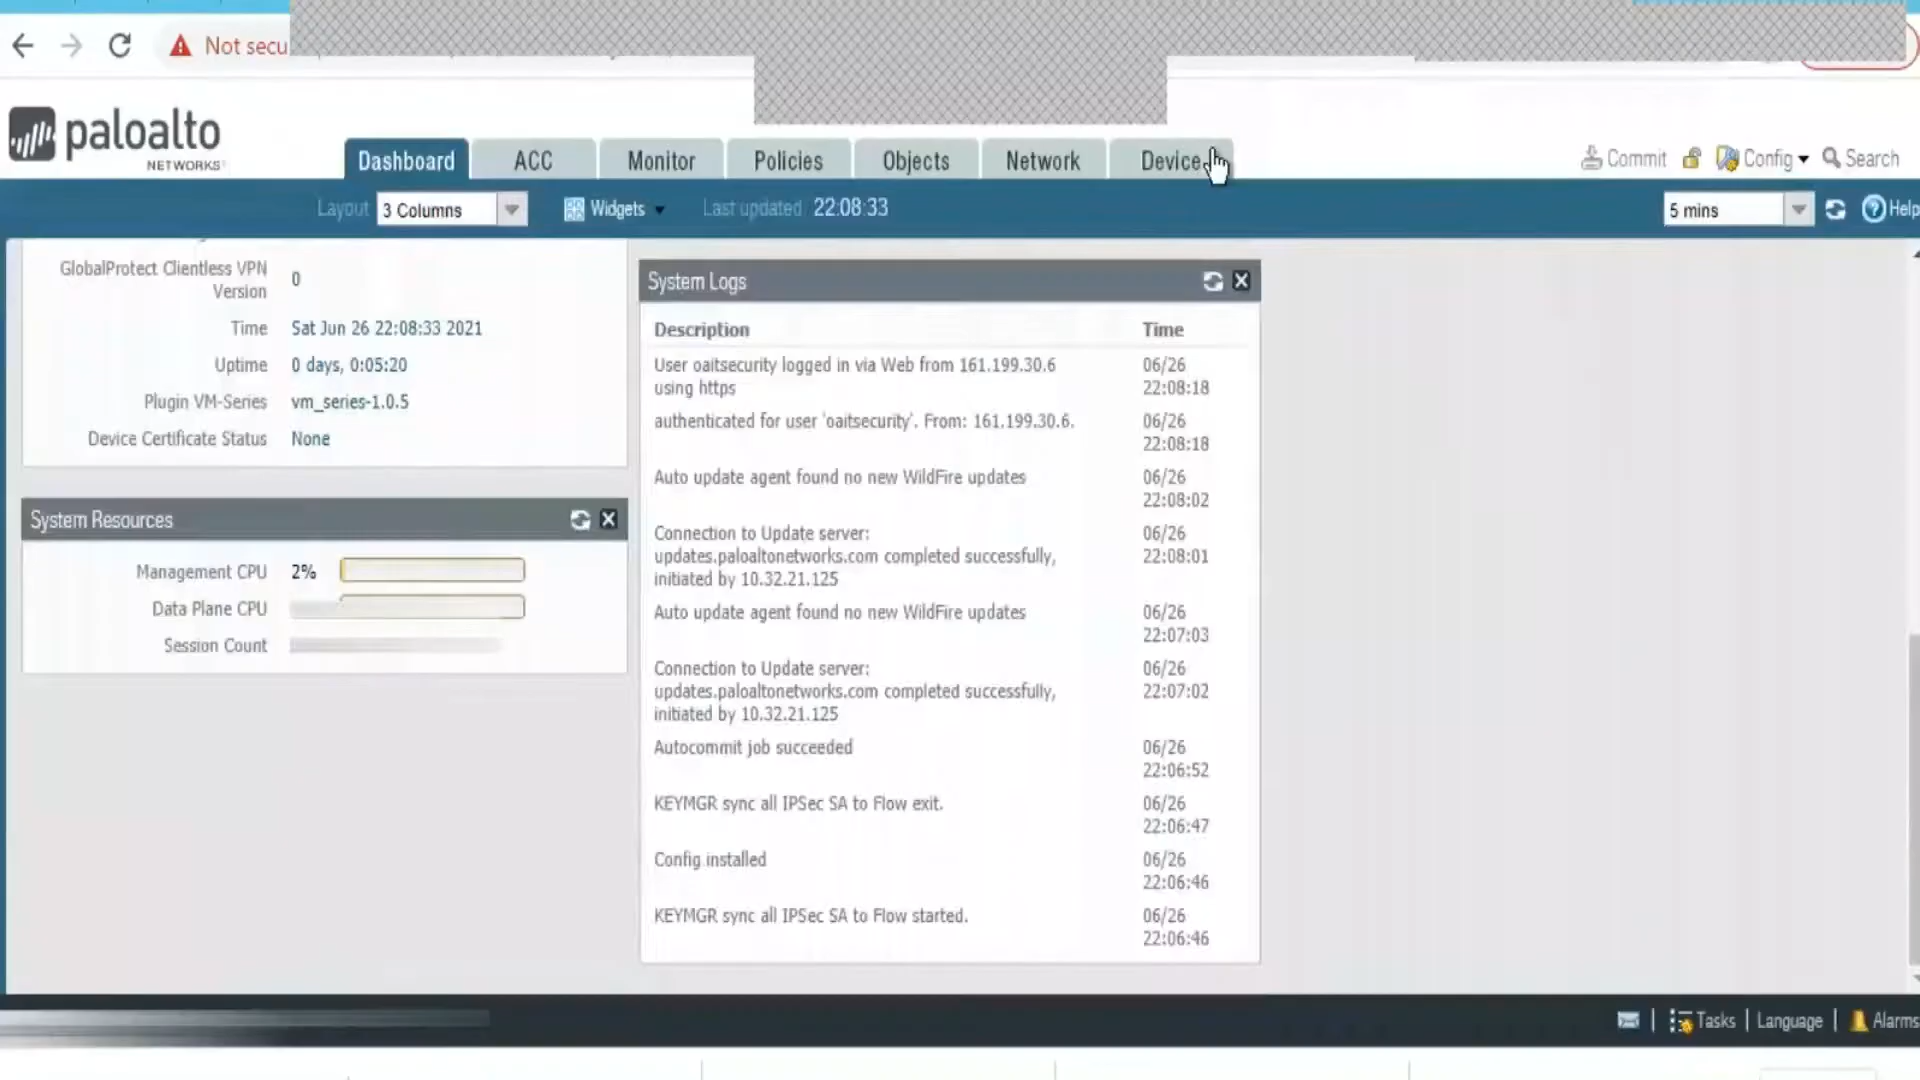 Not secu
paloalto
NETWORKS
Dashboard
ACC
Monitor
Policies
Objects
Network
Device
Commit
Config
Search
Layout
3 Columns
Widgets
Last updated
22:08:33
5 mins
Help
GlobalProtect Clientless VPN
Version
0
Time
Sat Jun 26 22:08:33 2021
Uptime
0 days, 0:05:20
Plugin VM-Series
vm_series-1.0.5
Device Certificate Status
None
System Resources
Management CPU
2%
Data Plane CPU
Session Count
System Logs
Description
Time
User oaitsecurity logged in via Web from 161.199.30.6
using https
06/26
22:08:18
authenticated for user 'oaitsecurity'. From: 161.199.30.6.
06/26
22:08:18
Auto update agent found no new WildFire updates
06/26
22:08:02
Connection to Update server:
updates.paloaltonetworks.com completed successfully,
initiated by 10.32.21.125
06/26
22:08:01
Auto update agent found no new WildFire updates
06/26
22:07:03
Connection to Update server:
updates.paloaltonetworks.com completed successfully,
initiated by 10.32.21.125
06/26
22:07:02
Autocommit job succeeded
06/26
22:06:52
KEYMGR sync all IPSec SA to Flow exit.
06/26
22:06:47
Config installed
06/26
22:06:46
KEYMGR sync all IPSec SA to Flow started.
06/26
22:06:46
Tasks
Language
Alarms